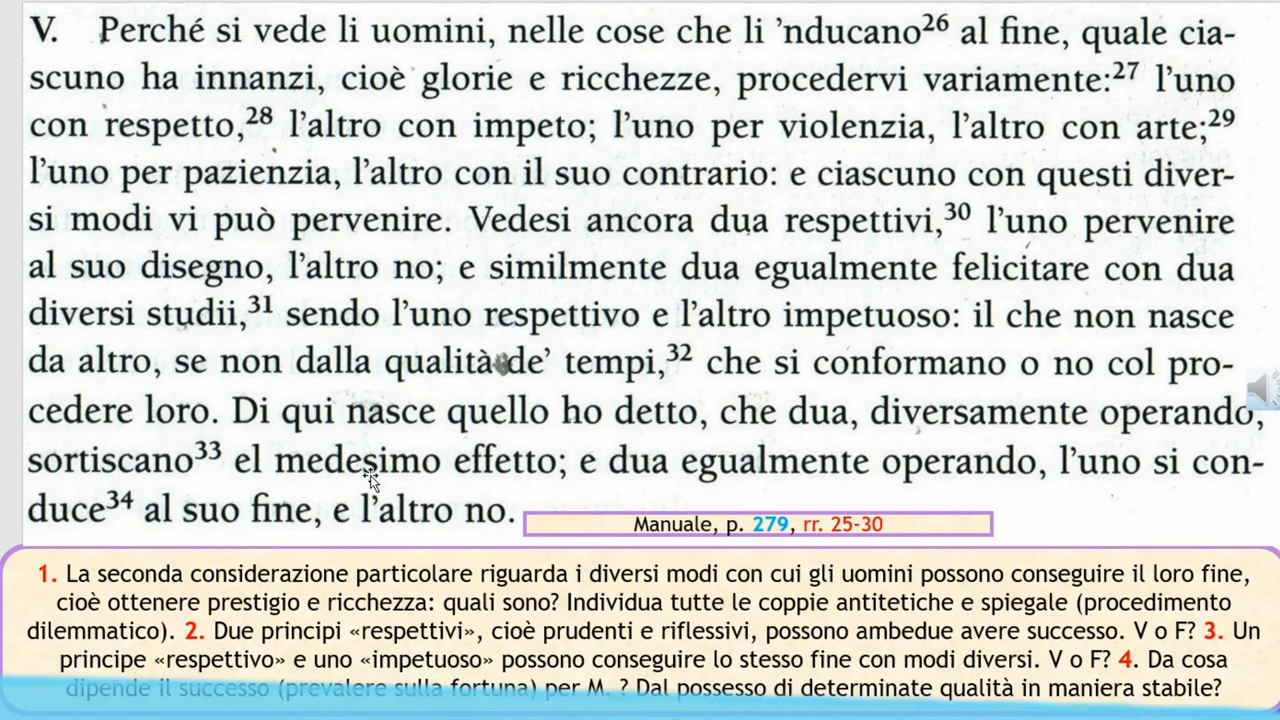 V. Perché si vede li uomini, nelle cose che li ’nducano26 al fine, quale cia-
scuno ha innanzi, cioè glorie e ricchezze, procedervi variamente:27 l’uno
con respetto,28 l’altro con impeto; l’uno per violenzia, l’altro con arte;29
l’uno per pazienzia, l’altro con il suo contrario: e ciascuno con questi diver-
si modi vi può pervenire. Vedesi ancora dua respettivi,30 l’uno pervenire
al suo disegno, l’altro no; e similmente dua egualmente felicitare con dua
diversi studii,31 sendo l’uno respettivo e l’altro impetuoso: il che non nasce
da altro, se non dalla qualità de’ tempi,32 che si conformano o no col pro-
cedere loro. Di qui nasce quello ho detto, che dua, diversamente operando,
sortiscano33 el medesimo effetto; e dua egualmente operando, l’uno si con-
duce34 al suo fine, e l’altro no.
Manuale, p. 279, rr. 25-30
1. La seconda considerazione particolare riguarda i diversi modi con cui gli uomini possono conseguire il loro fine,
cioè ottenere prestigio e ricchezza: quali sono? Individua tutte le coppie antitetiche e spiegale (procedimento
dilemmatico). 2. Due principi «respettivi», cioè prudenti e riflessivi, possono ambedue avere successo. V o F? 3. Un
principe «respettivo» e uno «impetuoso» possono conseguire lo stesso fine con modi diversi. V o F? 4. Da cosa
dipende il successo (prevalere sulla fortuna) per M. ? Dal possesso di determinate qualità in maniera stabile?